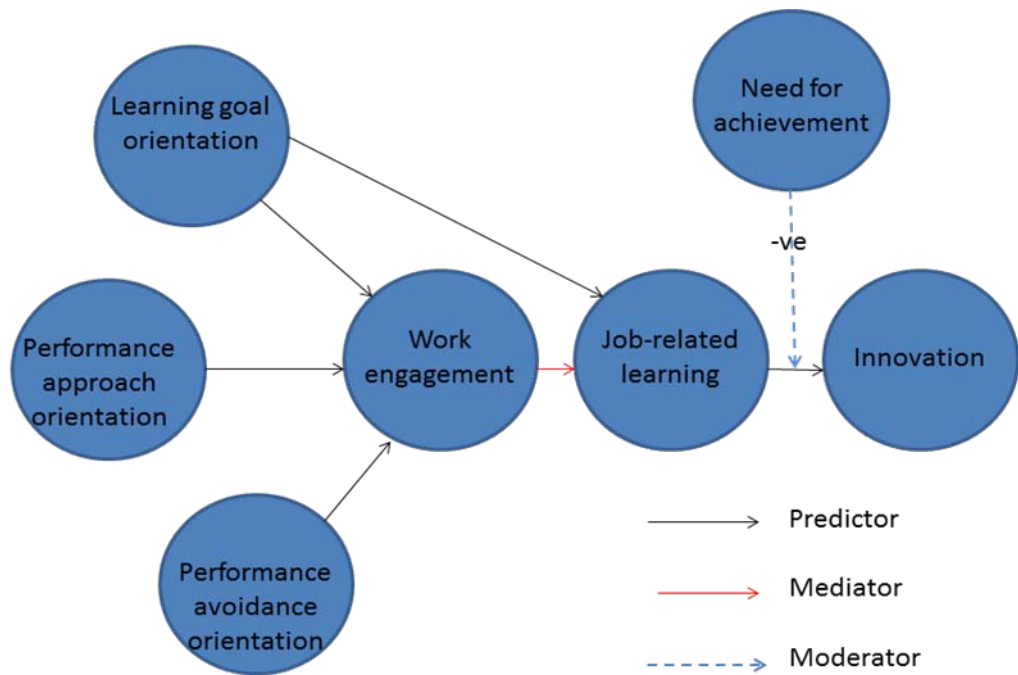 Learning goal
orientation
Need for
achievement
-ve
Performance
approach
orientation
Work
engagement
Job-related
learning
Innovation
Performance
avoidance
orientation
Predictor
Mediator
Moderator